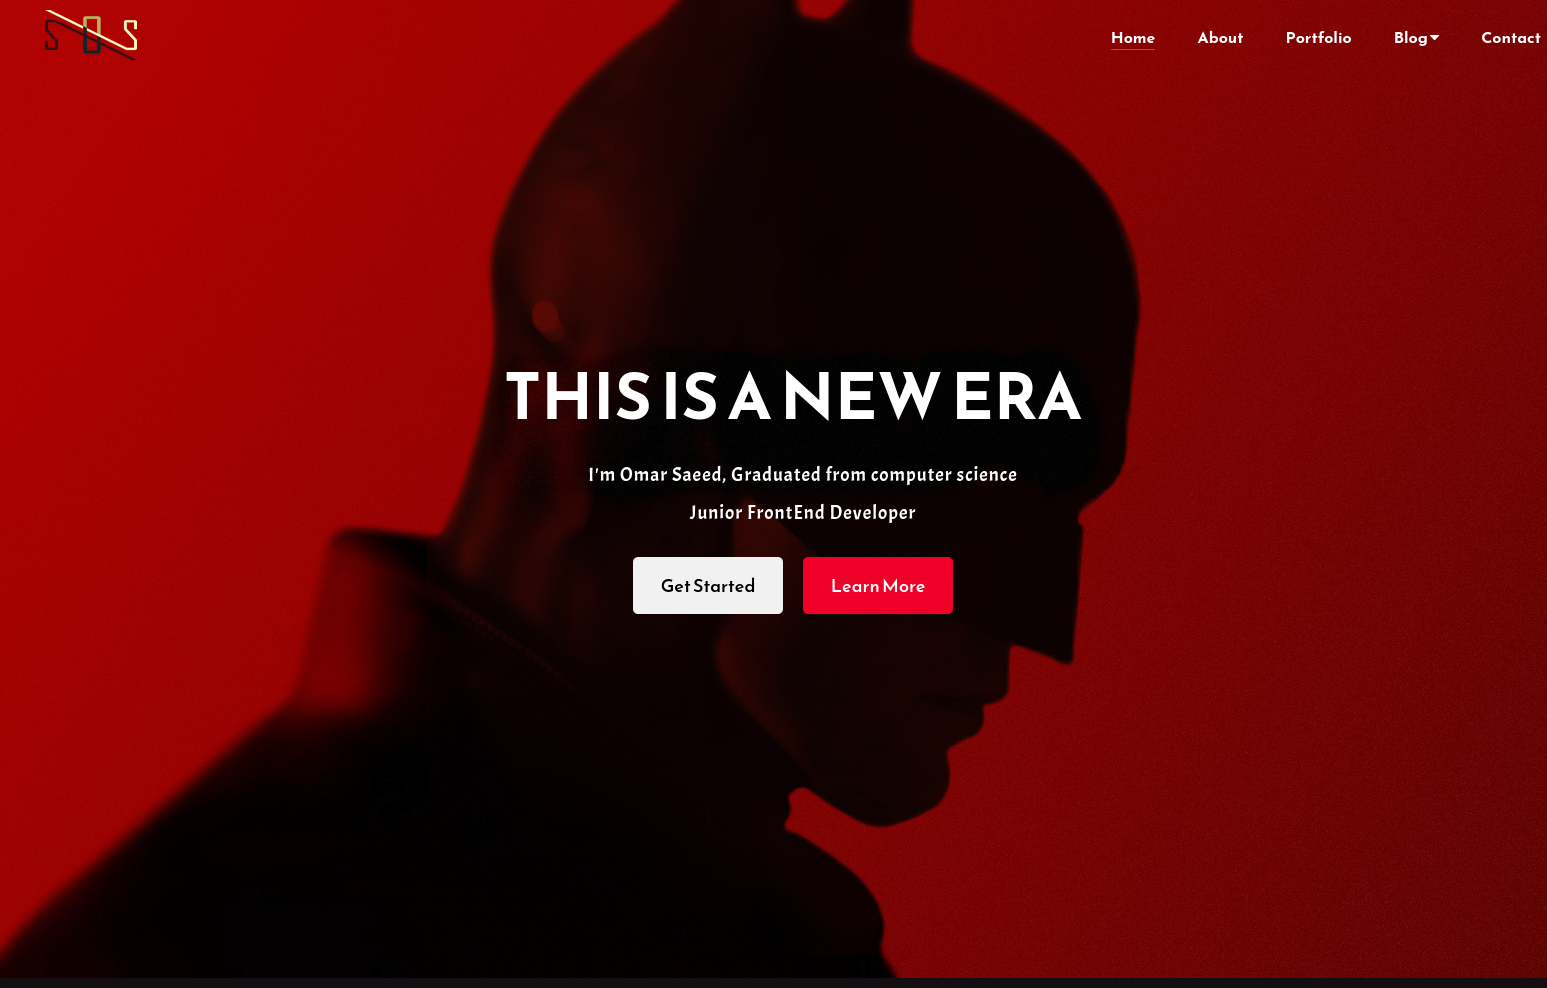 SOS
Home About Portfolio Blog Contact
THIS IS A NEW ERA
I'm Omar Saeed, Graduated from computer science
Junior FrontEnd Developer
Get Started Learn More